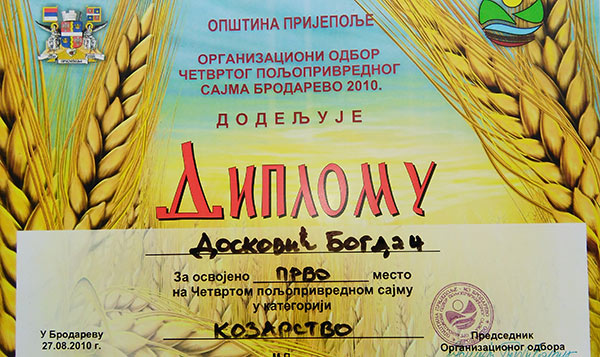 ОПШТИНА ПРИЈЕПОЉЕ
ОРГАНИЗАЦИОНИ ОДБОР
ЧЕТВРТОГ ПОЉОПРИВРЕДНОГ
САЈМА БРОДАРЕВО 2010.
ДОДЕЉУЈЕ
ДИПЛОМУ
ДОСКОВИЋ БОГДАН
За освојено ПРВО место
на Четвртом пољопривредном сајму
у категорији
КОЗАРСТВО
У Бродареву
27.08.2010 г.
Председник
Организационог одбора